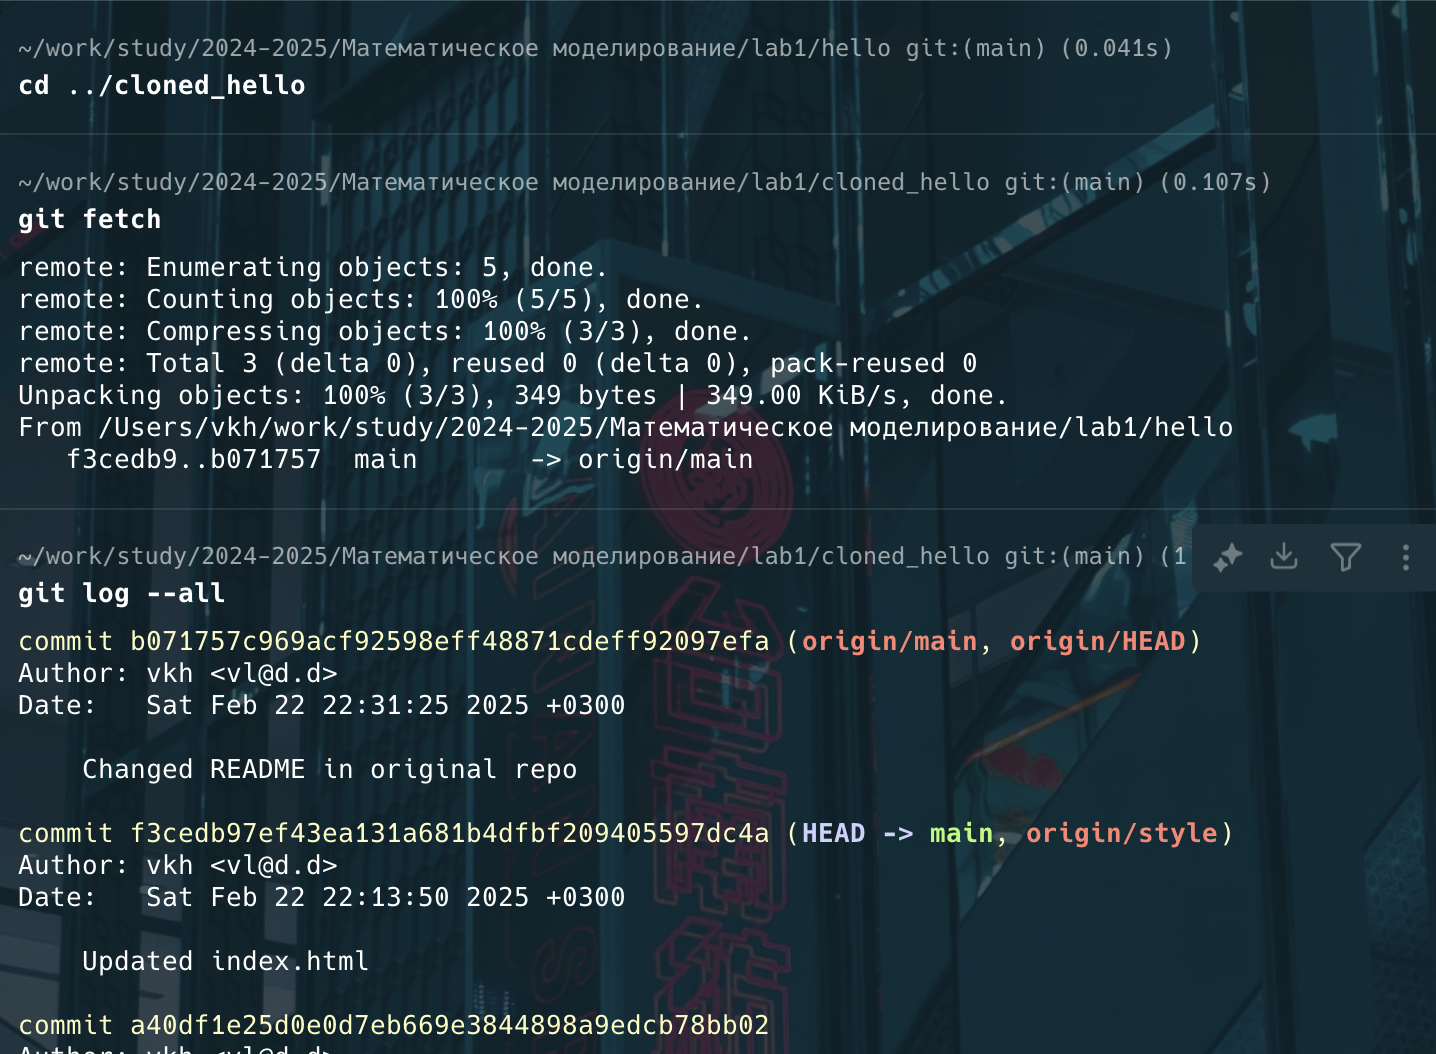 ~/work/study/2024-2025/Математическое моделирование/lab1/hello git:(main) (0.041s)
cd ../cloned_hello
~/work/study/2024-2025/Математическое моделирование/lab1/cloned_hello git:(main) (0.107s)
git fetch
remote: Enumerating objects: 5, done.
remote: Counting objects: 100% (5/5), done.
remote: Compressing objects: 100% (3/3), done.
remote: Total 3 (delta 0), reused 0 (delta 0), pack-reused 0
Unpacking objects: 100% (3/3), 349 bytes | 349.00 KiB/s, done.
From /Users/vkh/work/study/2024-2025/Математическое моделирование/lab1/hello
   f3cedb9..b071757  main       -> origin/main
~/work/study/2024-2025/Математическое моделирование/lab1/cloned_hello git:(main) (1
git log --all
commit b071757c969acf92598eff48871cdeff92097efa (origin/main, origin/HEAD)
Author: vkh <vl@d.d>
Date:   Sat Feb 22 22:31:25 2025 +0300
    Changed README in original repo
commit f3cedb97ef43ea131a681b4dfbf209405597dc4a (HEAD -> main, origin/style)
Author: vkh <vl@d.d>
Date:   Sat Feb 22 22:13:50 2025 +0300
    Updated index.html
commit a40df1e25d0e0d7eb669e3844898a9edcb78bb02
Author: vkh <vl@d.d>